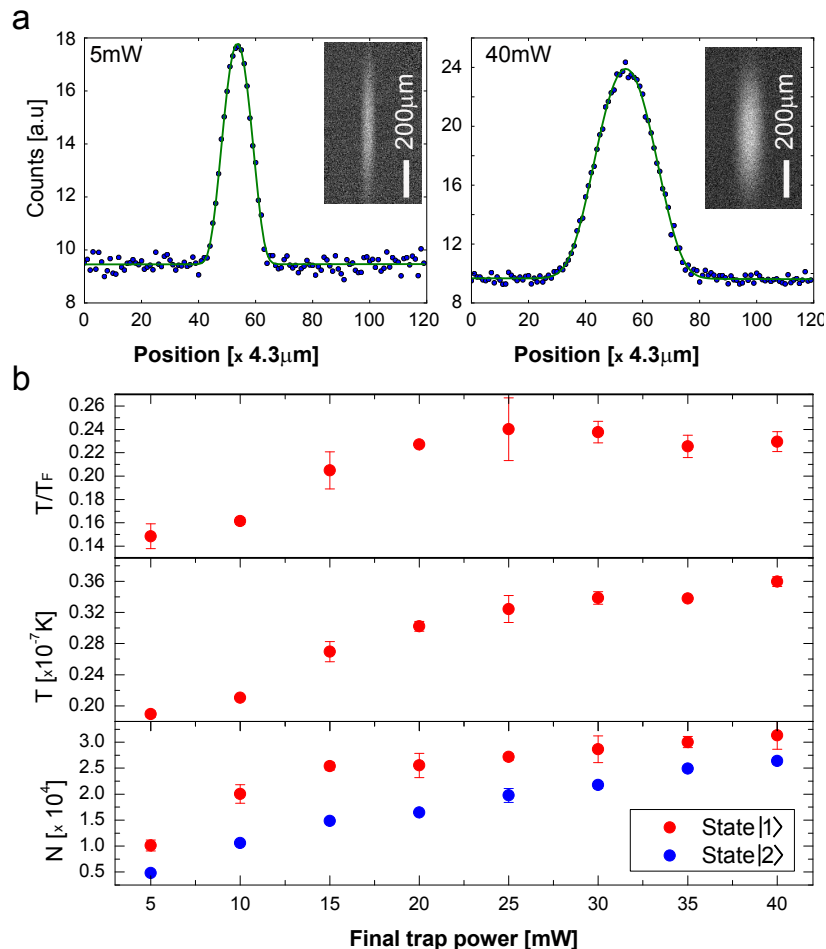 a
5mW
40mW
200μm
200μm
Counts [a.u]
18
16
14
12
10
8
24
20
16
12
8
0 20 40 60 80 100 120
0 20 40 60 80 100 120
Position [x 4.3μm]
Position [x 4.3μm]
b
T/TF
0.26
0.24
0.22
0.20
0.18
0.16
0.14
T [x10⁻⁷K]
0.36
0.32
0.28
0.24
0.20
N [x 10⁴]
3.0
2.5
2.0
1.5
1.0
0.5
State|1⟩
State|2⟩
5 10 15 20 25 30 35 40
Final trap power [mW]